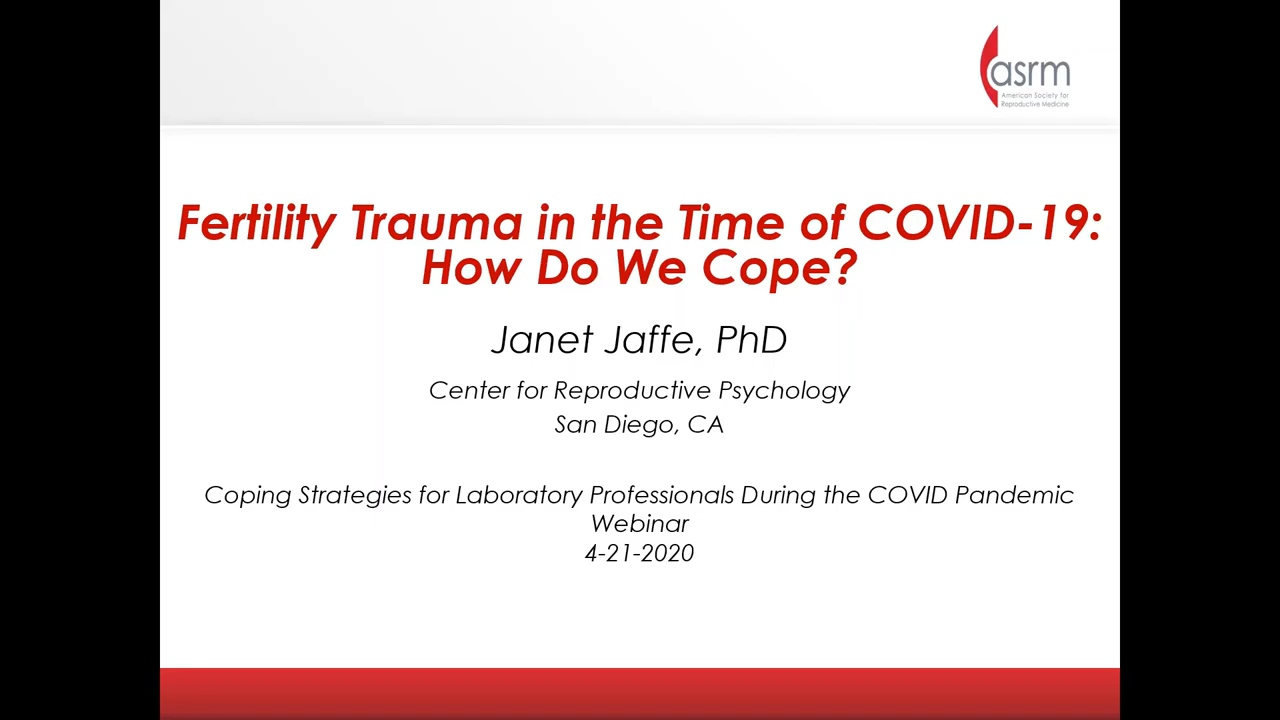 asrm
American Society for
Reproductive Medicine
Fertility Trauma in the Time of COVID-19:
How Do We Cope?
Janet Jaffe, PhD
Center for Reproductive Psychology
San Diego, CA
Coping Strategies for Laboratory Professionals During the COVID Pandemic
Webinar
4-21-2020